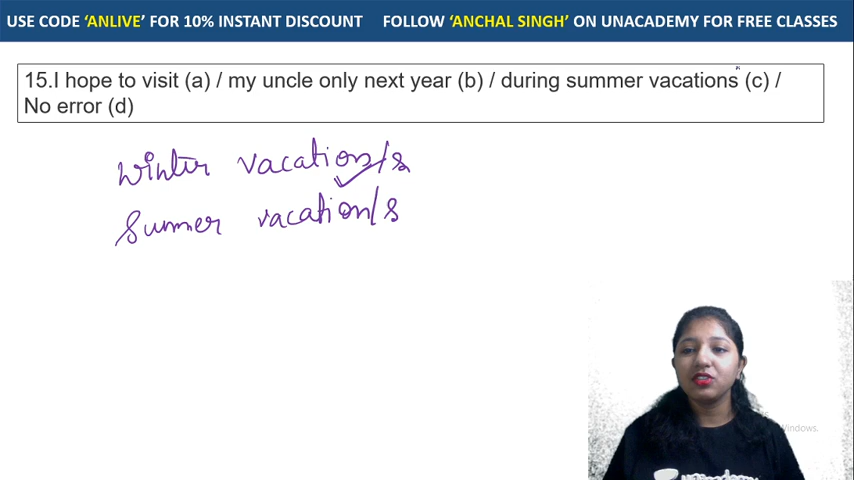 USE CODE ‘ANLIVE’ FOR 10% INSTANT DISCOUNT FOLLOW ‘ANCHAL SINGH’ ON UNACADEMY FOR FREE CLASSES
15.I hope to visit (a) / my uncle only next year (b) / during summer vacations (c) /
No error (d)
winter vacation/s
Summer vacation/s
Windows.